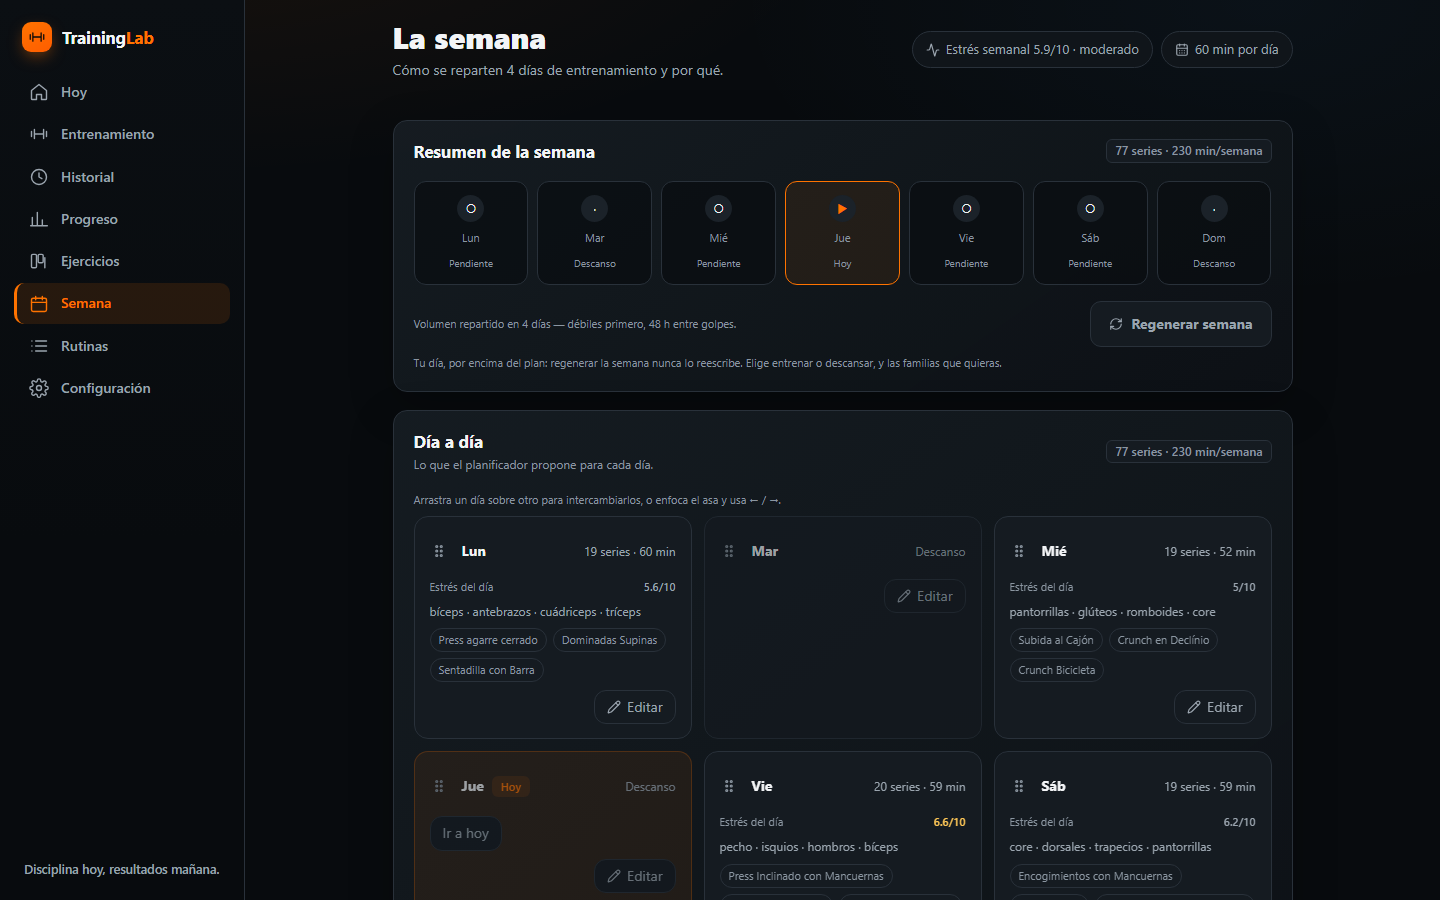 TrainingLab
Hoy
Entrenamiento
Historial
Progreso
Ejercicios
Semana
Rutinas
Configuración
Disciplina hoy, resultados mañana.
La semana
Cómo se reparten 4 días de entrenamiento y por qué.
Estrés semanal 5.9/10 · moderado
60 min por día
Resumen de la semana
77 series · 230 min/semana
Lun
Pendiente
Mar
Descanso
Mié
Pendiente
Jue
Hoy
Vie
Pendiente
Sáb
Pendiente
Dom
Descanso
Volumen repartido en 4 días — débiles primero, 48 h entre golpes.
Regenerar semana
Tu día, por encima del plan: regenerar la semana nunca lo reescribe. Elige entrenar o descansar, y las familias que quieras.
Día a día
Lo que el planificador propone para cada día.
77 series · 230 min/semana
Arrastra un día sobre otro para intercambiarlos, o enfoca el asa y usa ← / →.
Lun
19 series · 60 min
Estrés del día
5.6/10
bíceps · antebrazos · cuádriceps · tríceps
Press agarre cerrado
Dominadas Supinas
Sentadilla con Barra
Editar
Mar
Descanso
Editar
Mié
19 series · 52 min
Estrés del día
5/10
pantorrillas · glúteos · romboides · core
Subida al Cajón
Crunch en Declínio
Crunch Bicicleta
Editar
Jue
Hoy
Descanso
Ir a hoy
Editar
Vie
20 series · 59 min
Estrés del día
6.6/10
pecho · isquios · hombros · bíceps
Press Inclinado con Mancuernas
Sáb
19 series · 59 min
Estrés del día
6.2/10
core · dorsales · trapecios · pantorrillas
Encogimientos con Mancuernas